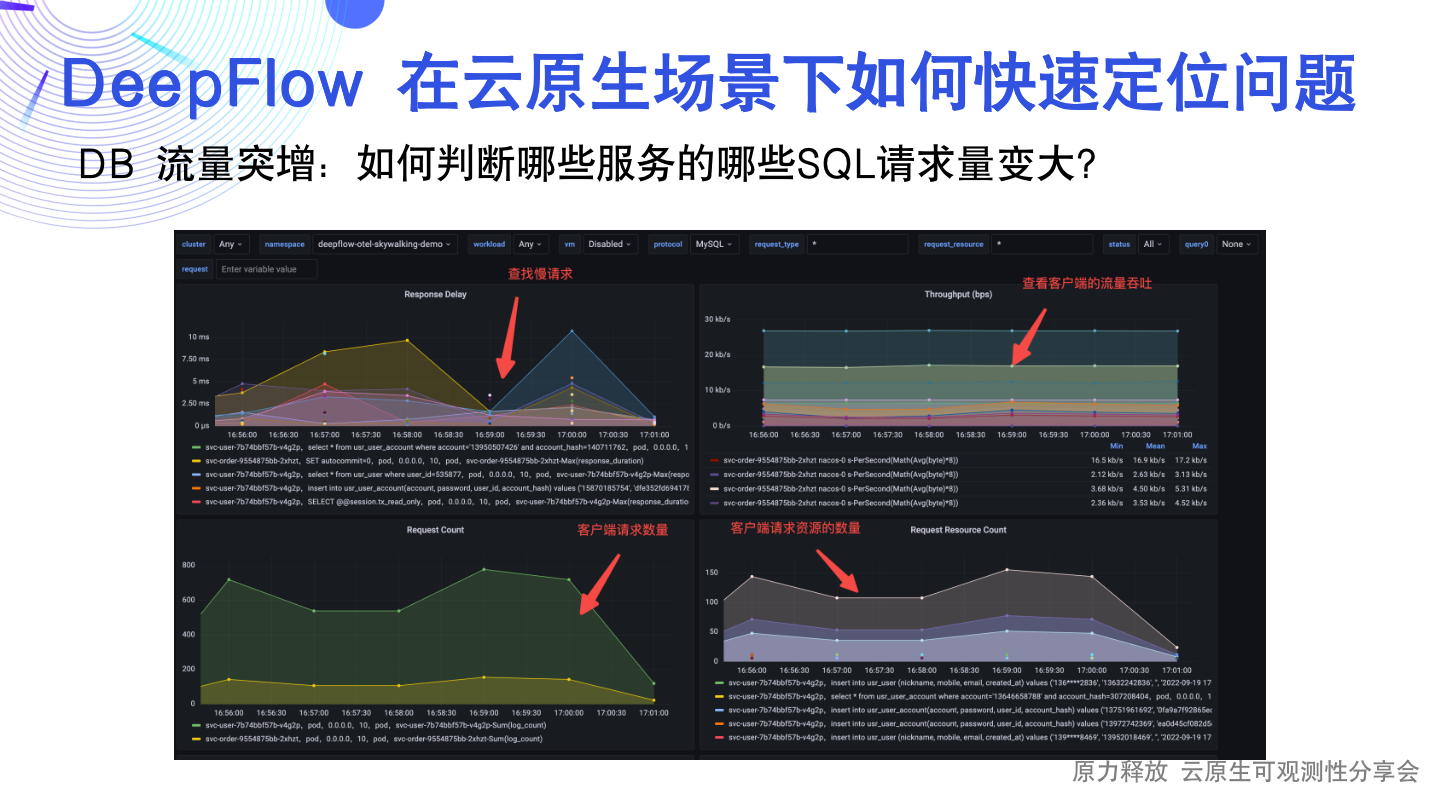 DeepFlow 在云原生场景下如何快速定位问题
DB 流量突增：如何判断哪些服务的哪些SQL请求量变大？
cluster Any namespace deepflow-otel-skywalking-demo workload Any vm Disabled protocol MySQL request_type * request_resource * status All query0 None
request Enter variable value
查找慢请求
Response Delay
10 ms
7.50 ms
5 ms
2.50 ms
0 µs
16:56:00 16:56:30 16:57:00 16:57:30 16:58:00 16:58:30 16:59:00 16:59:30 17:00:00 17:00:30 17:01:00
svc-user-7b74bbf57b-v4g2p, select * from usr_user_account where account='13950507426' and account_hash=140711762, pod, 0.0.0.0, 1
svc-order-9554875bb-2xhzt, SET autocommit=0, pod, 0.0.0.0, 10, pod, svc-order-9554875bb-2xhzt-Max(response_duration)
svc-user-7b74bbf57b-v4g2p, select * from usr_user where user_id=535877, pod, 0.0.0.0, 10, pod, svc-user-7b74bbf57b-v4g2p-Max(respo
svc-user-7b74bbf57b-v4g2p, insert into usr_user_account(account, password, user_id, account_hash) values ('15870185754', 'dfe352fd69417f
svc-user-7b74bbf57b-v4g2p, SELECT @@session.tx_read_only, pod, 0.0.0.0, 10, pod, svc-user-7b74bbf57b-v4g2p-Max(response_duratio
查看客户端的流量吞吐
Throughput (bps)
30 kb/s
20 kb/s
10 kb/s
0 b/s
16:56:00 16:56:30 16:57:00 16:57:30 16:58:00 16:58:30 16:59:00 16:59:30 17:00:00 17:00:30 17:01:00
Min Mean Max
svc-order-9554875bb-2xhzt nacos-0 s-PerSecond(Math(Avg(byte)*8)) 16.5 kb/s 16.9 kb/s 17.2 kb/s
svc-order-9554875bb-2xhzt nacos-0 s-PerSecond(Math(Avg(byte)*8)) 2.12 kb/s 2.63 kb/s 3.13 kb/s
svc-order-9554875bb-2xhzt nacos-0 s-PerSecond(Math(Avg(byte)*8)) 3.68 kb/s 4.50 kb/s 5.31 kb/s
svc-order-9554875bb-2xhzt nacos-0 s-PerSecond(Math(Avg(byte)*8)) 2.36 kb/s 3.53 kb/s 4.52 kb/s
Request Count
客户端请求数量
800
600
400
200
0
16:56:00 16:56:30 16:57:00 16:57:30 16:58:00 16:58:30 16:59:00 16:59:30 17:00:00 17:00:30 17:01:00
svc-user-7b74bbf57b-v4g2p, pod, 0.0.0.0, 10, pod, svc-user-7b74bbf57b-v4g2p-Sum(log_count)
svc-order-9554875bb-2xhzt, pod, 0.0.0.0, 10, pod, svc-order-9554875bb-2xhzt-Sum(log_count)
客户端请求资源的数量
Request Resource Count
150
100
50
0
16:56:00 16:56:30 16:57:00 16:57:30 16:58:00 16:58:30 16:59:00 16:59:30 17:00:00 17:00:30 17:01:00
svc-user-7b74bbf57b-v4g2p, insert into usr_user (nickname, mobile, email, created_at) values ('136****2836', '13632242836', '', '2022-09-19 17
svc-user-7b74bbf57b-v4g2p, select * from usr_user_account where account='13646658788' and account_hash=307208404, pod, 0.0.0.0, 1
svc-user-7b74bbf57b-v4g2p, insert into usr_user_account(account, password, user_id, account_hash) values ('13751961692', '0fa9a7f92865ec
svc-user-7b74bbf57b-v4g2p, insert into usr_user_account(account, password, user_id, account_hash) values ('13972742369', 'ea0d45cf082d5
svc-user-7b74bbf57b-v4g2p, insert into usr_user (nickname, mobile, email, created_at) values ('139****8469', '13952018469', '', '2022-09-19 17
原力释放 云原生可观测性分享会